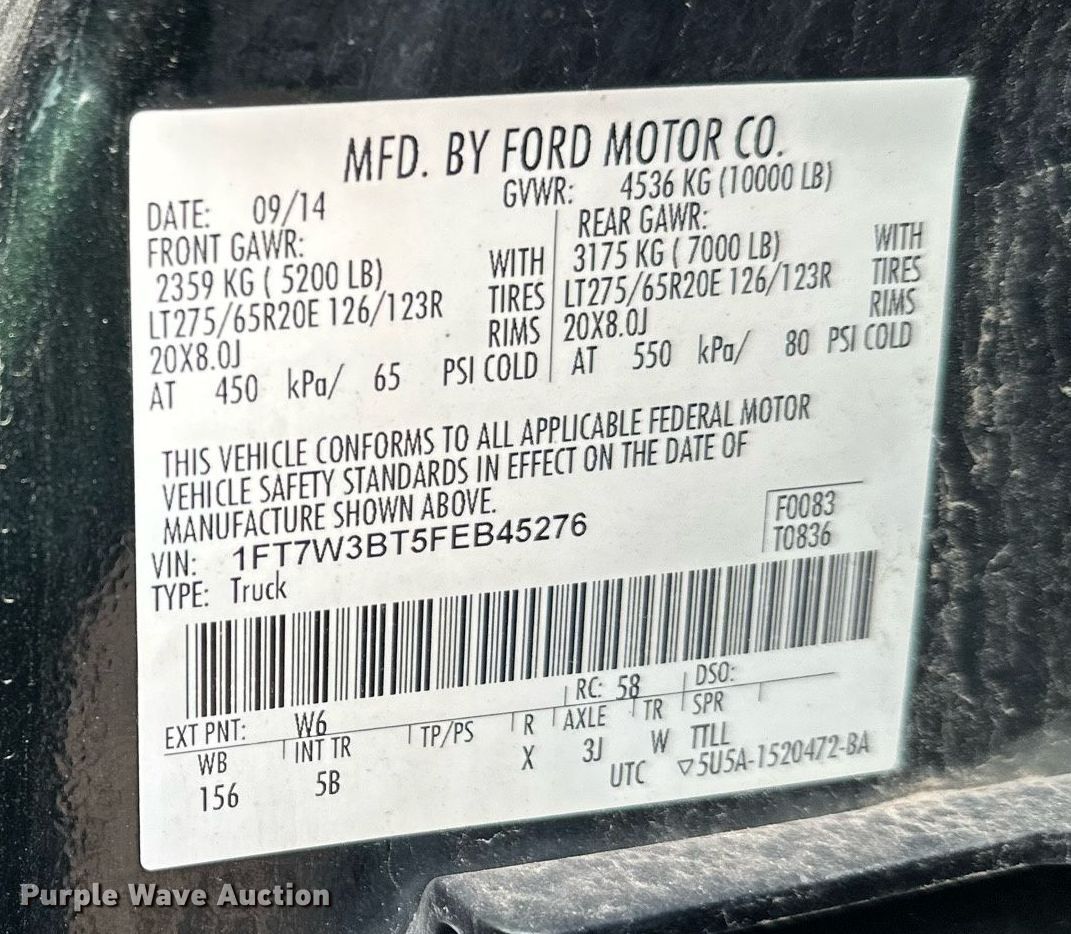 MFD. BY FORD MOTOR CO.
DATE: 09/14 GVWR: 4536 KG (10000 LB)
FRONT GAWR:
2359 KG ( 5200 LB) WITH
LT275/65R20E 126/123R TIRES
20X8.0J RIMS
AT 450 kPa/ 65 PSI COLD
REAR GAWR:
3175 KG ( 7000 LB) WITH
LT275/65R20E 126/123R TIRES
20X8.0J RIMS
AT 550 kPa/ 80 PSI COLD
THIS VEHICLE CONFORMS TO ALL APPLICABLE FEDERAL MOTOR
VEHICLE SAFETY STANDARDS IN EFFECT ON THE DATE OF
MANUFACTURE SHOWN ABOVE.
VIN: 1FT7W3BT5FEB45276
TYPE: Truck
F0083
T0836
EXT PNT: W6 RC: 58 DSO:
WB INT TR TP/PS R AXLE TR SPR
156 5B X 3J W TTLL
UTC ▽5U5A-1520472-BA
Purple Wave Auction